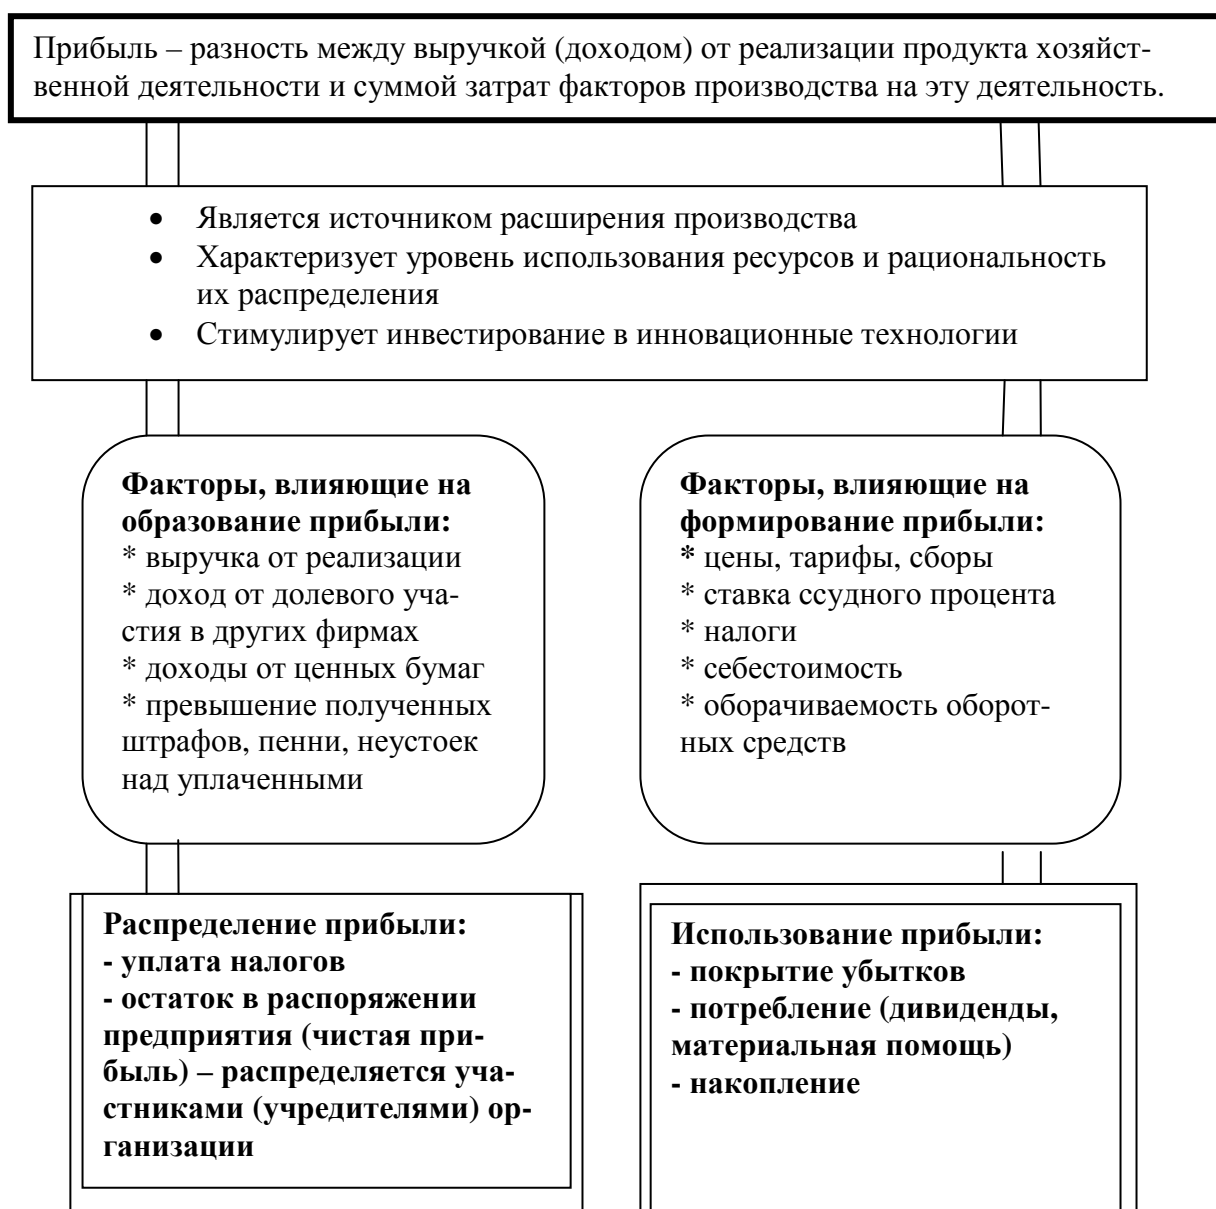 Прибыль – разность между выручкой (доходом) от реализации продукта хозяйст-
венной деятельности и суммой затрат факторов производства на эту деятельность.
• Является источником расширения производства
• Характеризует уровень использования ресурсов и рациональность
их распределения
• Стимулирует инвестирование в инновационные технологии
Факторы, влияющие на
образование прибыли:
* выручка от реализации
* доход от долевого уча-
стия в других фирмах
* доходы от ценных бумаг
* превышение полученных
штрафов, пенни, неустоек
над уплаченными
Факторы, влияющие на
формирование прибыли:
* цены, тарифы, сборы
* ставка ссудного процента
* налоги
* себестоимость
* оборачиваемость оборот-
ных средств
Распределение прибыли:
- уплата налогов
- остаток в распоряжении
предприятия (чистая при-
быль) – распределяется уча-
стниками (учредителями) ор-
ганизации
Использование прибыли:
- покрытие убытков
- потребление (дивиденды,
материальная помощь)
- накопление